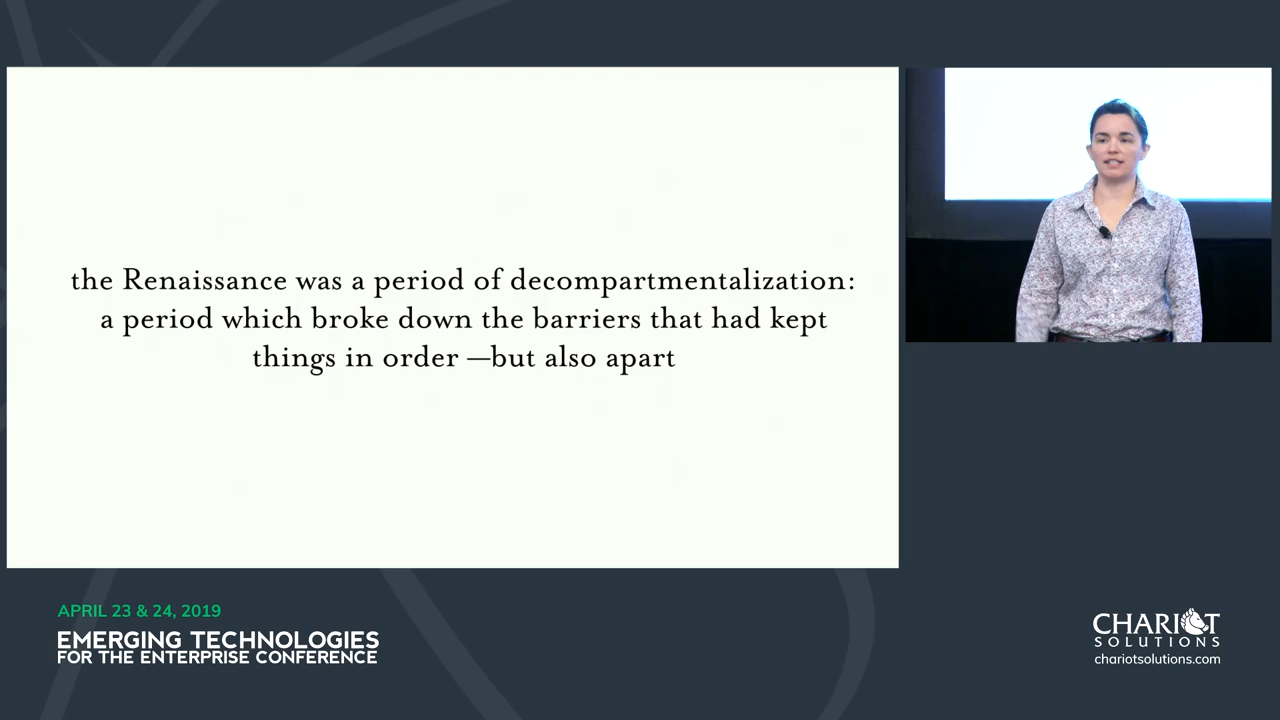 the Renaissance was a period of decompartmentalization:
a period which broke down the barriers that had kept
things in order —but also apart
APRIL 23 & 24, 2019
EMERGING TECHNOLOGIES
FOR THE ENTERPRISE CONFERENCE
CHARIOT
SOLUTIONS
chariotsolutions.com